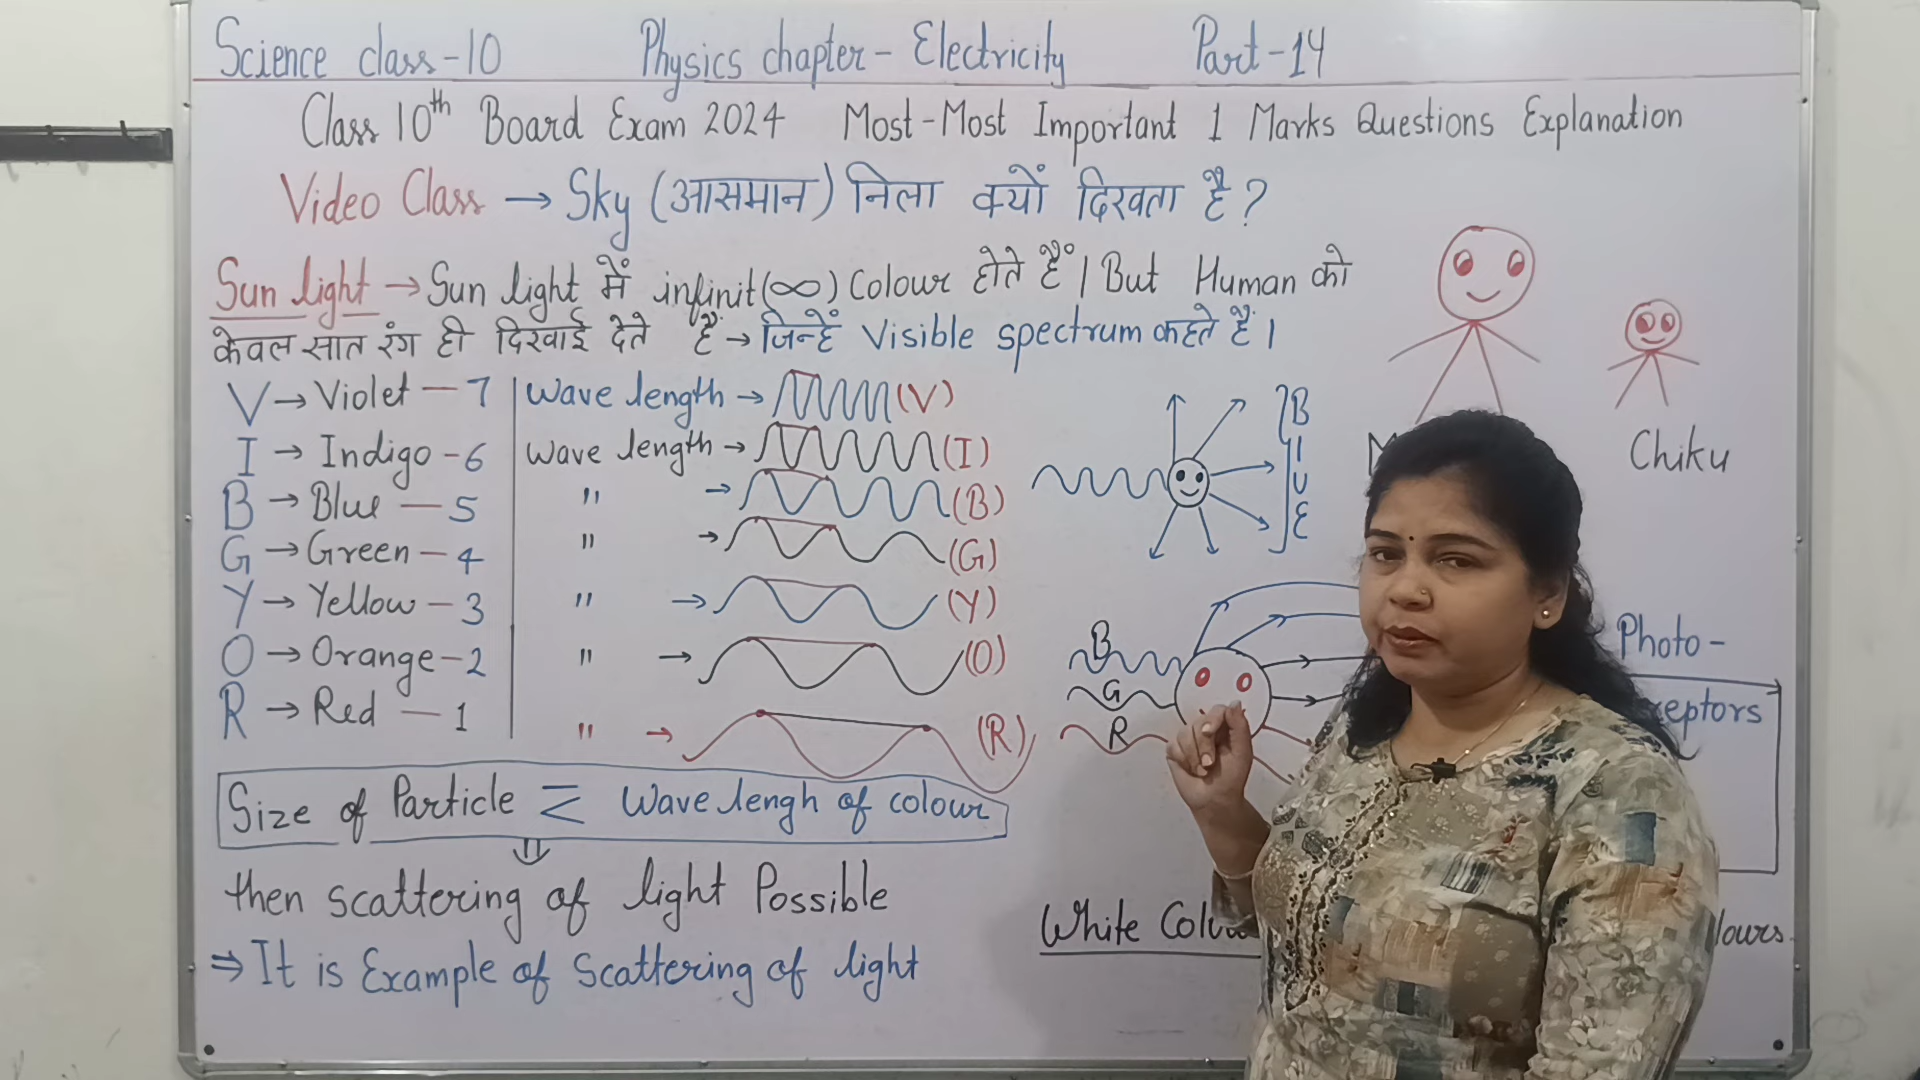 Science class-10 Physics chapter- Electricity Part-14
Class 10th Board Exam 2024 Most-Most Important 1 Marks Questions Explanation
Video Class → Sky (आसमान) निला क्यों दिखता है?
Sun light → Sun light में infinit(∞) Colour होते हैं। But Human को
केवल सात रंग ही दिखाई देते हैं → जिन्हें Visible spectrum कहते हैं।
V → Violet — 7 Wave length → (V)
I → Indigo - 6 Wave length → (I)
B → Blue — 5 " → (B)
G → Green — 4 " → (G)
Y → Yellow — 3 " → (Y)
O → Orange — 2 " → (O)
R → Red — 1 " → (R)
Size of Particle ≥ Wave lengh of colour
⇓
then scattering of light Possible
⇒ It is Example of Scattering of light
Chiku
BlUE
B
G
R
Photo-
White